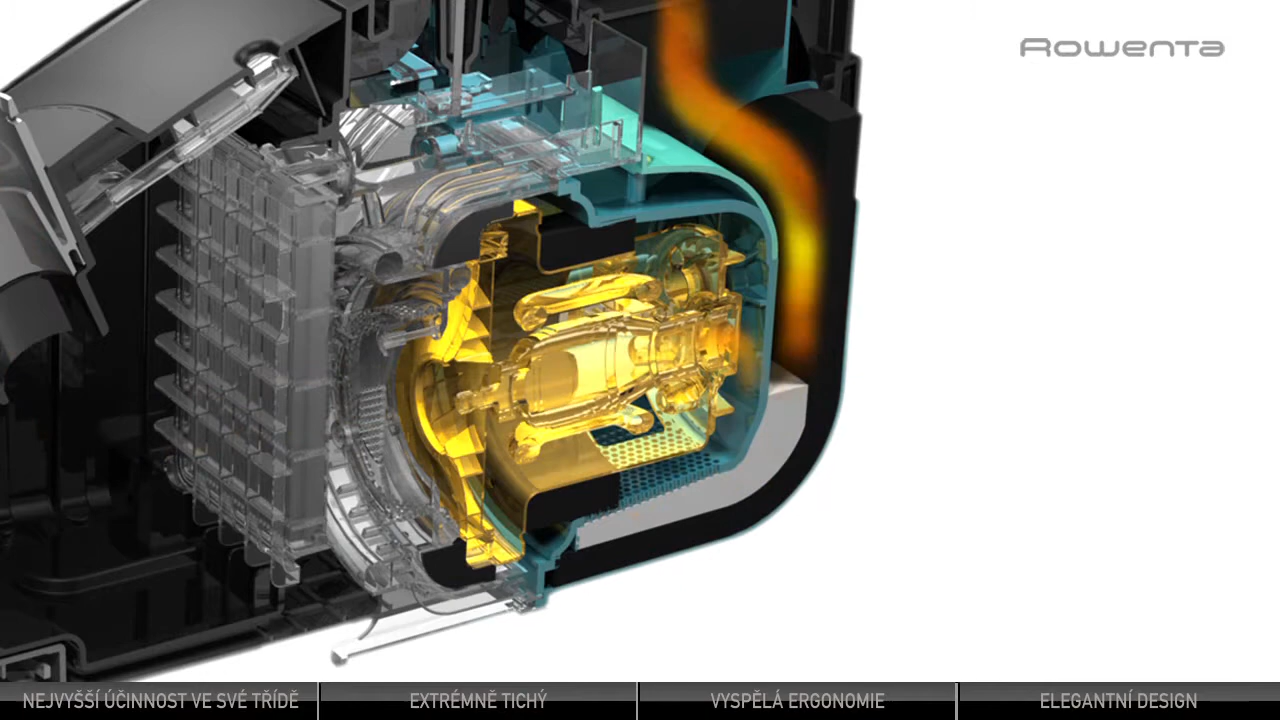 Rowenta
NEJVYŠŠÍ ÚČINNOST VE SVÉ TŘÍDĚ
EXTRÉMNĚ TICHÝ
VYSPĚLÁ ERGONOMIE
ELEGANTNÍ DESIGN